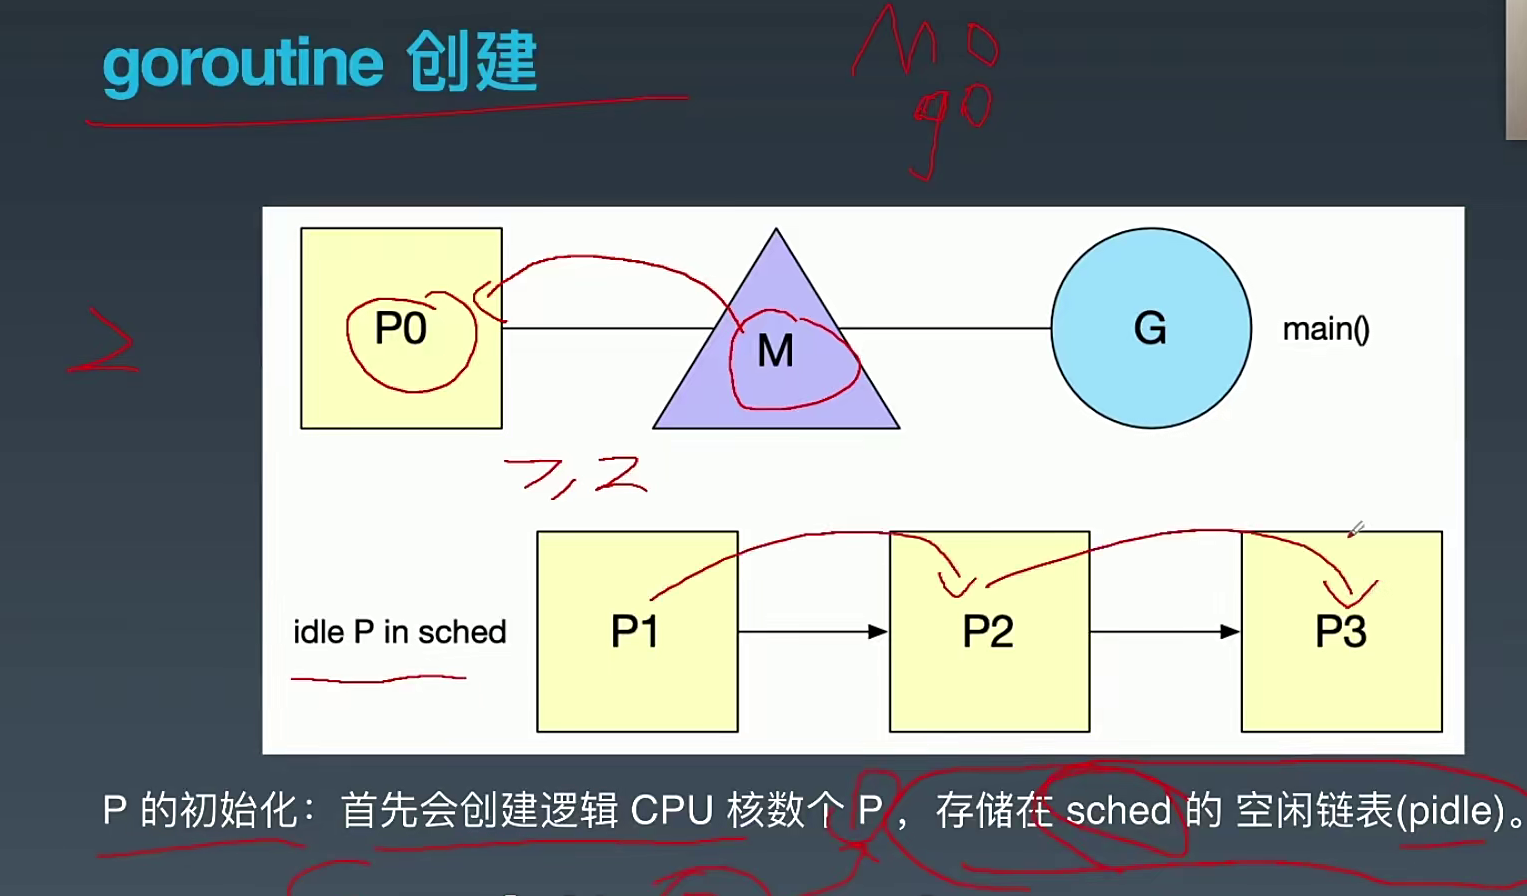 goroutine 创建
M0
g0
P0
M
G
main()
7, 2
idle P in sched
P1
P2
P3
P 的初始化：首先会创建逻辑 CPU 核数个 P，存储在 sched 的 空闲链表(pidle)。